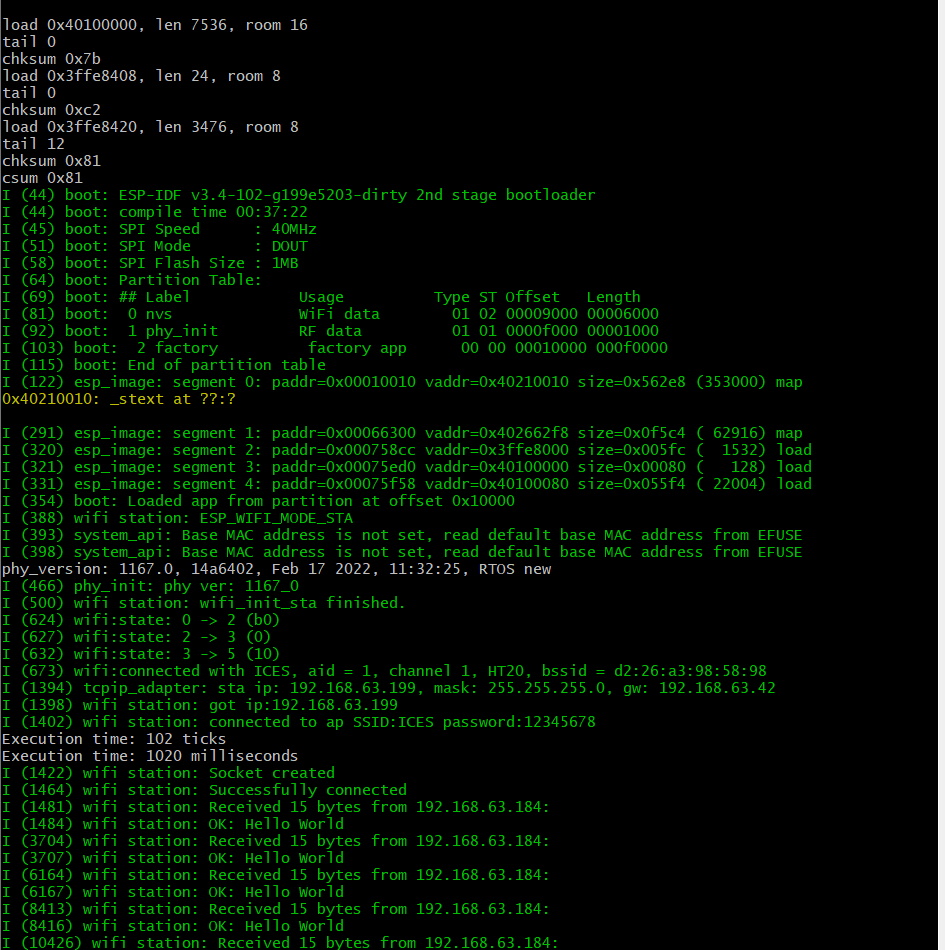 load 0x40100000, len 7536, room 16
tail 0
chksum 0x7b
load 0x3ffe8408, len 24, room 8
tail 0
chksum 0xc2
load 0x3ffe8420, len 3476, room 8
tail 12
chksum 0x81
csum 0x81
I (44) boot: ESP-IDF v3.4-102-g199e5203-dirty 2nd stage bootloader
I (44) boot: compile time 00:37:22
I (45) boot: SPI Speed      : 40MHz
I (51) boot: SPI Mode       : DOUT
I (58) boot: SPI Flash Size : 1MB
I (64) boot: Partition Table:
I (69) boot: ## Label            Usage          Type ST Offset   Length
I (81) boot:  0 nvs              WiFi data        01 02 00009000 00006000
I (92) boot:  1 phy_init         RF data          01 01 0000f000 00001000
I (103) boot:  2 factory          factory app      00 00 00010000 000f0000
I (115) boot: End of partition table
I (122) esp_image: segment 0: paddr=0x00010010 vaddr=0x40210010 size=0x562e8 (353000) map
0x40210010: _stext at ??:?
I (291) esp_image: segment 1: paddr=0x00066300 vaddr=0x402662f8 size=0x0f5c4 ( 62916) map
I (320) esp_image: segment 2: paddr=0x000758cc vaddr=0x3ffe8000 size=0x005fc (  1532) load
I (321) esp_image: segment 3: paddr=0x00075ed0 vaddr=0x40100000 size=0x00080 (   128) load
I (331) esp_image: segment 4: paddr=0x00075f58 vaddr=0x40100080 size=0x055f4 ( 22004) load
I (354) boot: Loaded app from partition at offset 0x10000
I (388) wifi station: ESP_WIFI_MODE_STA
I (393) system_api: Base MAC address is not set, read default base MAC address from EFUSE
I (398) system_api: Base MAC address is not set, read default base MAC address from EFUSE
phy_version: 1167.0, 14a6402, Feb 17 2022, 11:32:25, RTOS new
I (466) phy_init: phy ver: 1167_0
I (500) wifi station: wifi_init_sta finished.
I (624) wifi:state: 0 -> 2 (b0)
I (627) wifi:state: 2 -> 3 (0)
I (632) wifi:state: 3 -> 5 (10)
I (673) wifi:connected with ICES, aid = 1, channel 1, HT20, bssid = d2:26:a3:98:58:98
I (1394) tcpip_adapter: sta ip: 192.168.63.199, mask: 255.255.255.0, gw: 192.168.63.42
I (1398) wifi station: got ip:192.168.63.199
I (1402) wifi station: connected to ap SSID:ICES password:12345678
Execution time: 102 ticks
Execution time: 1020 milliseconds
I (1422) wifi station: Socket created
I (1464) wifi station: Successfully connected
I (1481) wifi station: Received 15 bytes from 192.168.63.184:
I (1484) wifi station: OK: Hello World
I (3704) wifi station: Received 15 bytes from 192.168.63.184:
I (3707) wifi station: OK: Hello World
I (6164) wifi station: Received 15 bytes from 192.168.63.184:
I (6167) wifi station: OK: Hello World
I (8413) wifi station: Received 15 bytes from 192.168.63.184:
I (8416) wifi station: OK: Hello World
I (10426) wifi station: Received 15 bytes from 192.168.63.184: